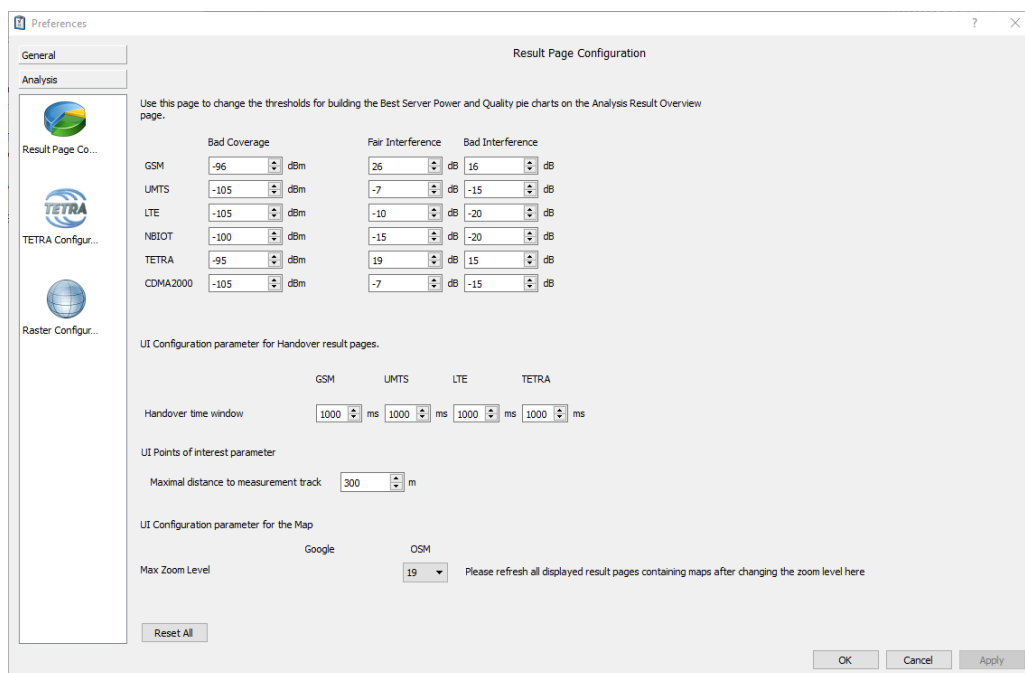 Preferences
General
Analysis
Result Page Co...
TETRA
TETRA Configur...
Raster Configur...
Result Page Configuration
Use this page to change the thresholds for building the Best Server Power and Quality pie charts on the Analysis Result Overview
page.
Bad Coverage Fair Interference Bad Interference
GSM -96 dBm 26 dB 16 dB
UMTS -105 dBm -7 dB -15 dB
LTE -105 dBm -10 dB -20 dB
NBIOT -100 dBm -15 dB -20 dB
TETRA -95 dBm 19 dB 15 dB
CDMA2000 -105 dBm -7 dB -15 dB
UI Configuration parameter for Handover result pages.
GSM UMTS LTE TETRA
Handover time window 1000 ms 1000 ms 1000 ms 1000 ms
UI Points of interest parameter
Maximal distance to measurement track 300 m
UI Configuration parameter for the Map
Google OSM
Max Zoom Level 19 Please refresh all displayed result pages containing maps after changing the zoom level here
Reset All
OK Cancel Apply